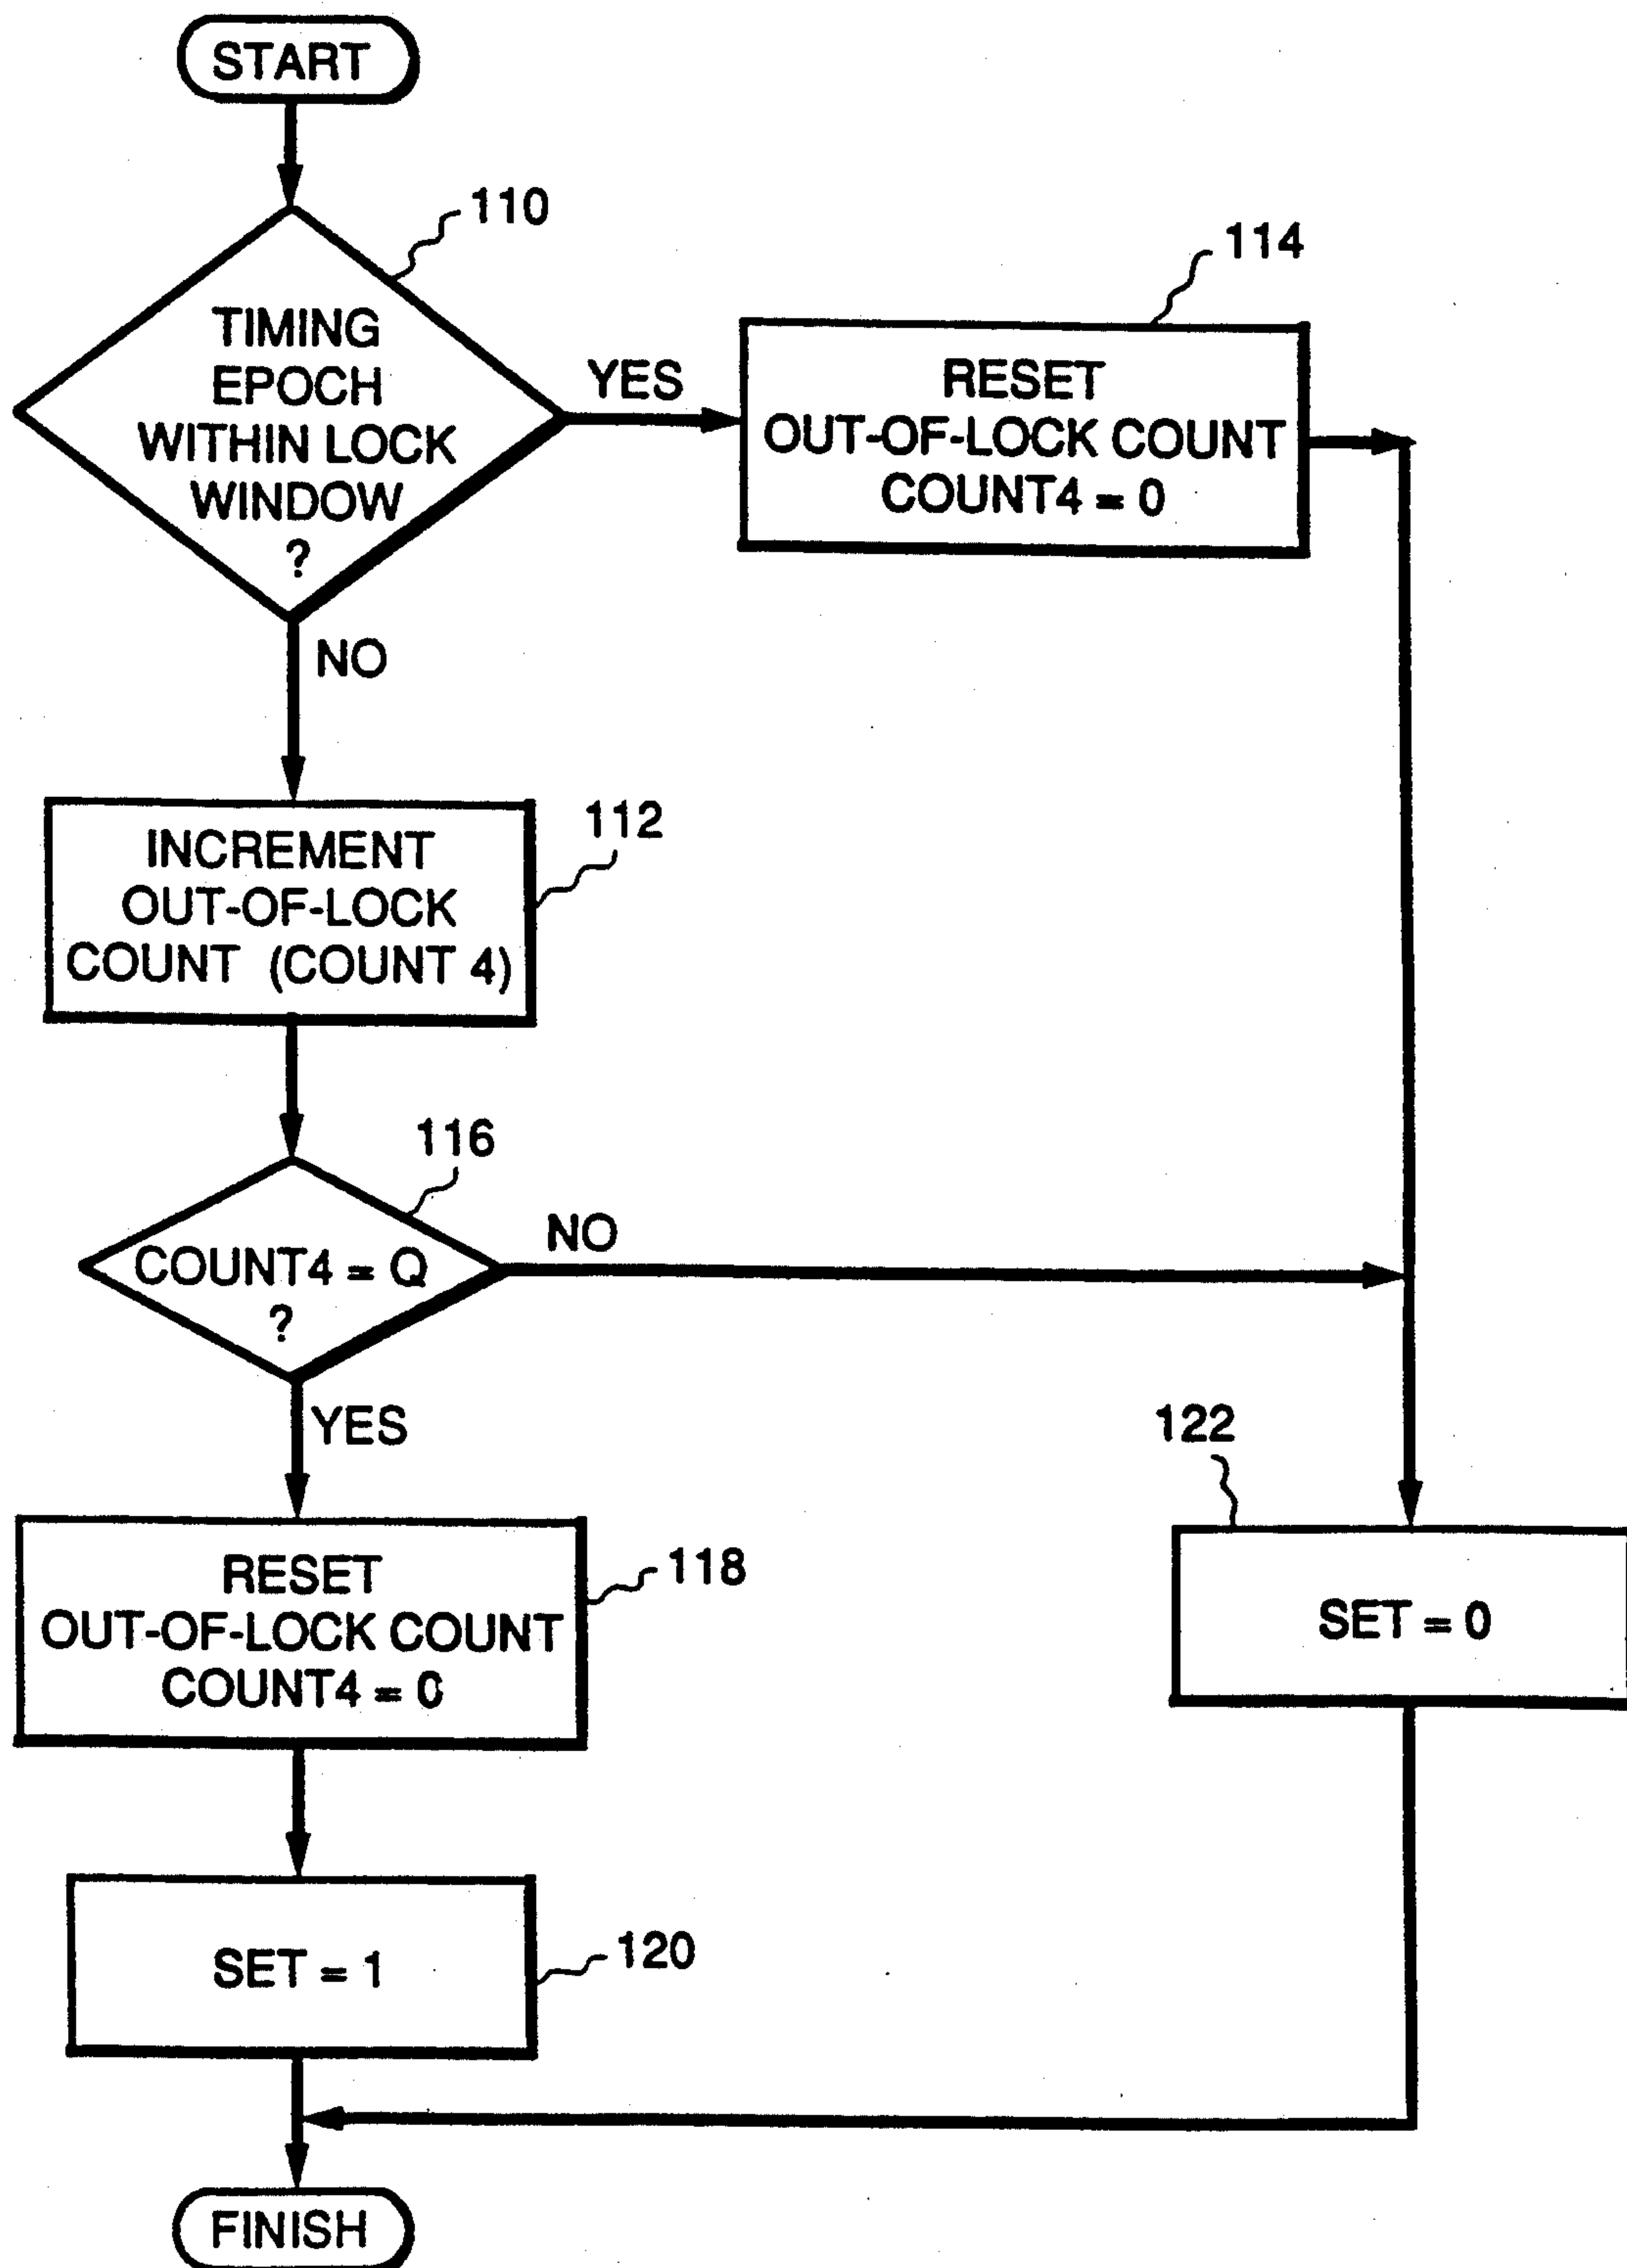 START
110
TIMING
EPOCH
WITHIN LOCK
WINDOW
?
YES
114
RESET
OUT-OF-LOCK COUNT
COUNT4 = 0
NO
112
INCREMENT
OUT-OF-LOCK
COUNT (COUNT 4)
116
COUNT4 = Q
?
NO
YES
118
RESET
OUT-OF-LOCK COUNT
COUNT4 = 0
122
SET = 0
120
SET = 1
FINISH